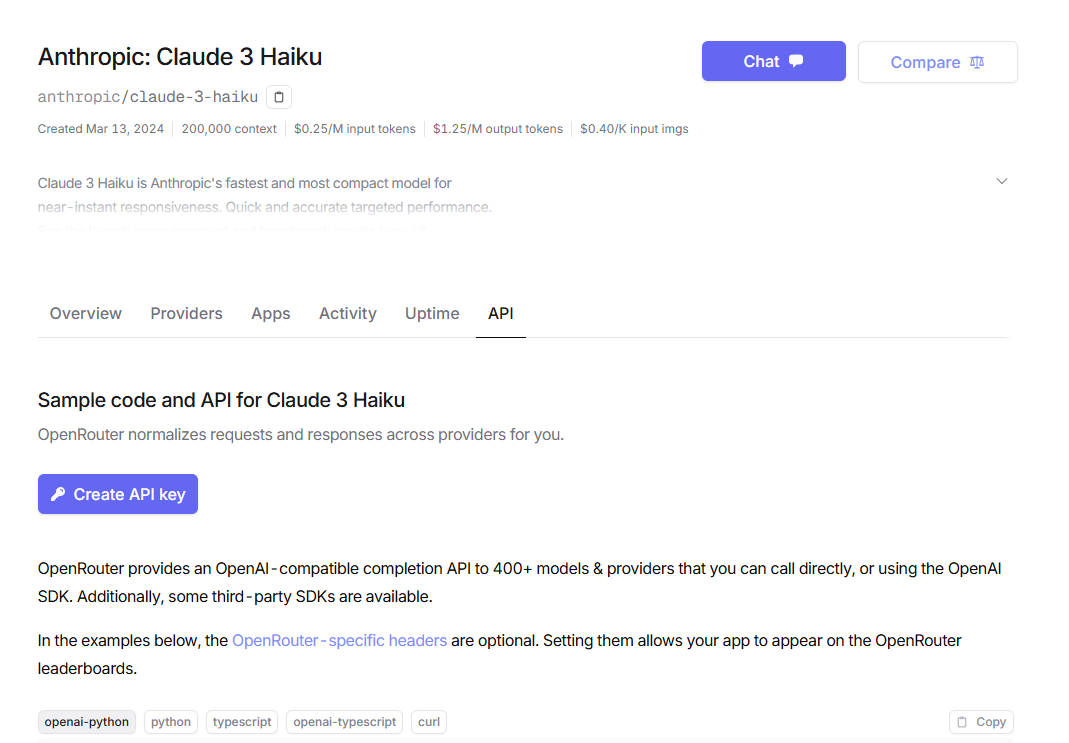 Anthropic: Claude 3 Haiku
Chat
Compare
anthropic/claude-3-haiku
Created Mar 13, 2024
200,000 context
$0.25/M input tokens
$1.25/M output tokens
$0.40/K input imgs
Claude 3 Haiku is Anthropic's fastest and most compact model for
near-instant responsiveness. Quick and accurate targeted performance.
Overview
Providers
Apps
Activity
Uptime
API
Sample code and API for Claude 3 Haiku
OpenRouter normalizes requests and responses across providers for you.
Create API key
OpenRouter provides an OpenAI-compatible completion API to 400+ models & providers that you can call directly, or using the OpenAI
SDK. Additionally, some third-party SDKs are available.
In the examples below, the OpenRouter-specific headers are optional. Setting them allows your app to appear on the OpenRouter
leaderboards.
openai-python
python
typescript
openai-typescript
curl
Copy